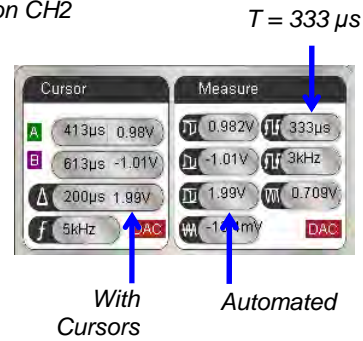 on CH2
T = 333 µs
Cursor
Measure
A 413µs 0.98V
0.982V 333µs
B 613µs -1.01V
-1.01V 3kHz
Δ 200µs 1.99V
1.99V 0.709V
f 5kHz DAC
DAC
With
Cursors
Automated